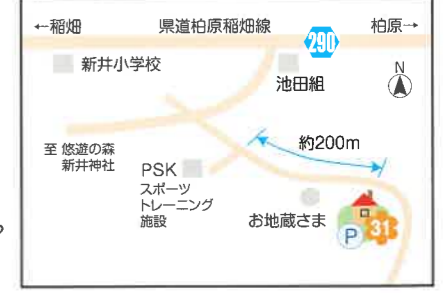 ←稲畑 県道柏原稲畑線 柏原→
290
新井小学校
池田組
N
至 悠遊の森
新井神社
約200m
PSK
スポーツ
トレーニング
施設
お地蔵さま
P 31
?